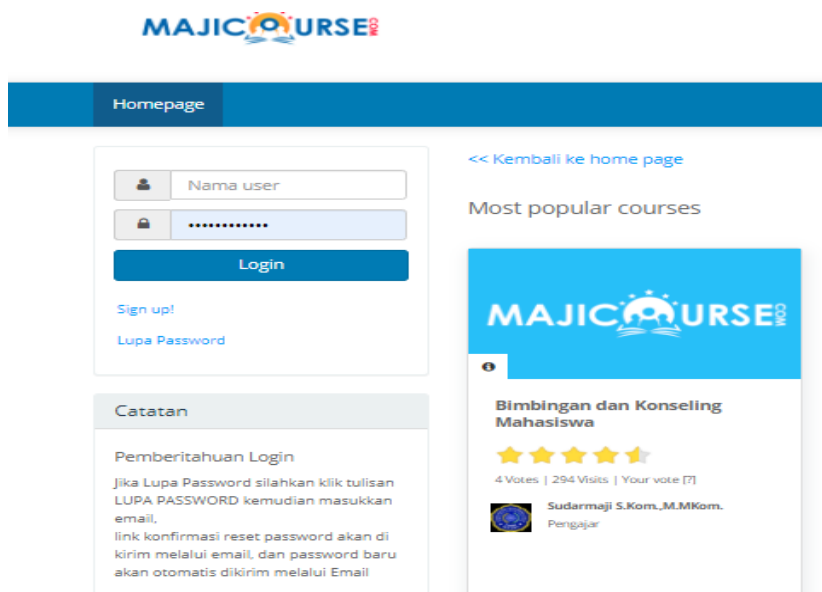 MAJICOURSE.COM
Homepage
Nama user
••••••••••••
Login
Sign up!
Lupa Password
Catatan
Pemberitahuan Login
Jika Lupa Password silahkan klik tulisan
LUPA PASSWORD kemudian masukkan
email,
link konfirmasi reset password akan di
kirim melalui email, dan password baru
akan otomatis dikirim melalui Email
<< Kembali ke home page
Most popular courses
MAJICOURSE.COM
Bimbingan dan Konseling
Mahasiswa
4 Votes | 294 Visits | Your vote [?]
Sudarmaji S.Kom.,M.MKom.
Pengajar